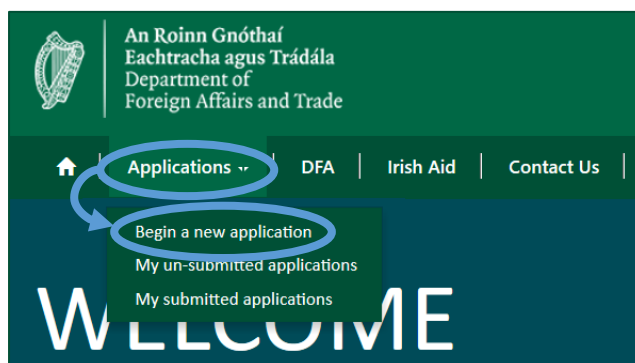 An Roinn Gnóthaí
Eachtracha agus Trádála
Department of
Foreign Affairs and Trade
Applications DFA Irish Aid Contact Us
Begin a new application
My un-submitted applications
My submitted applications
WELCOME